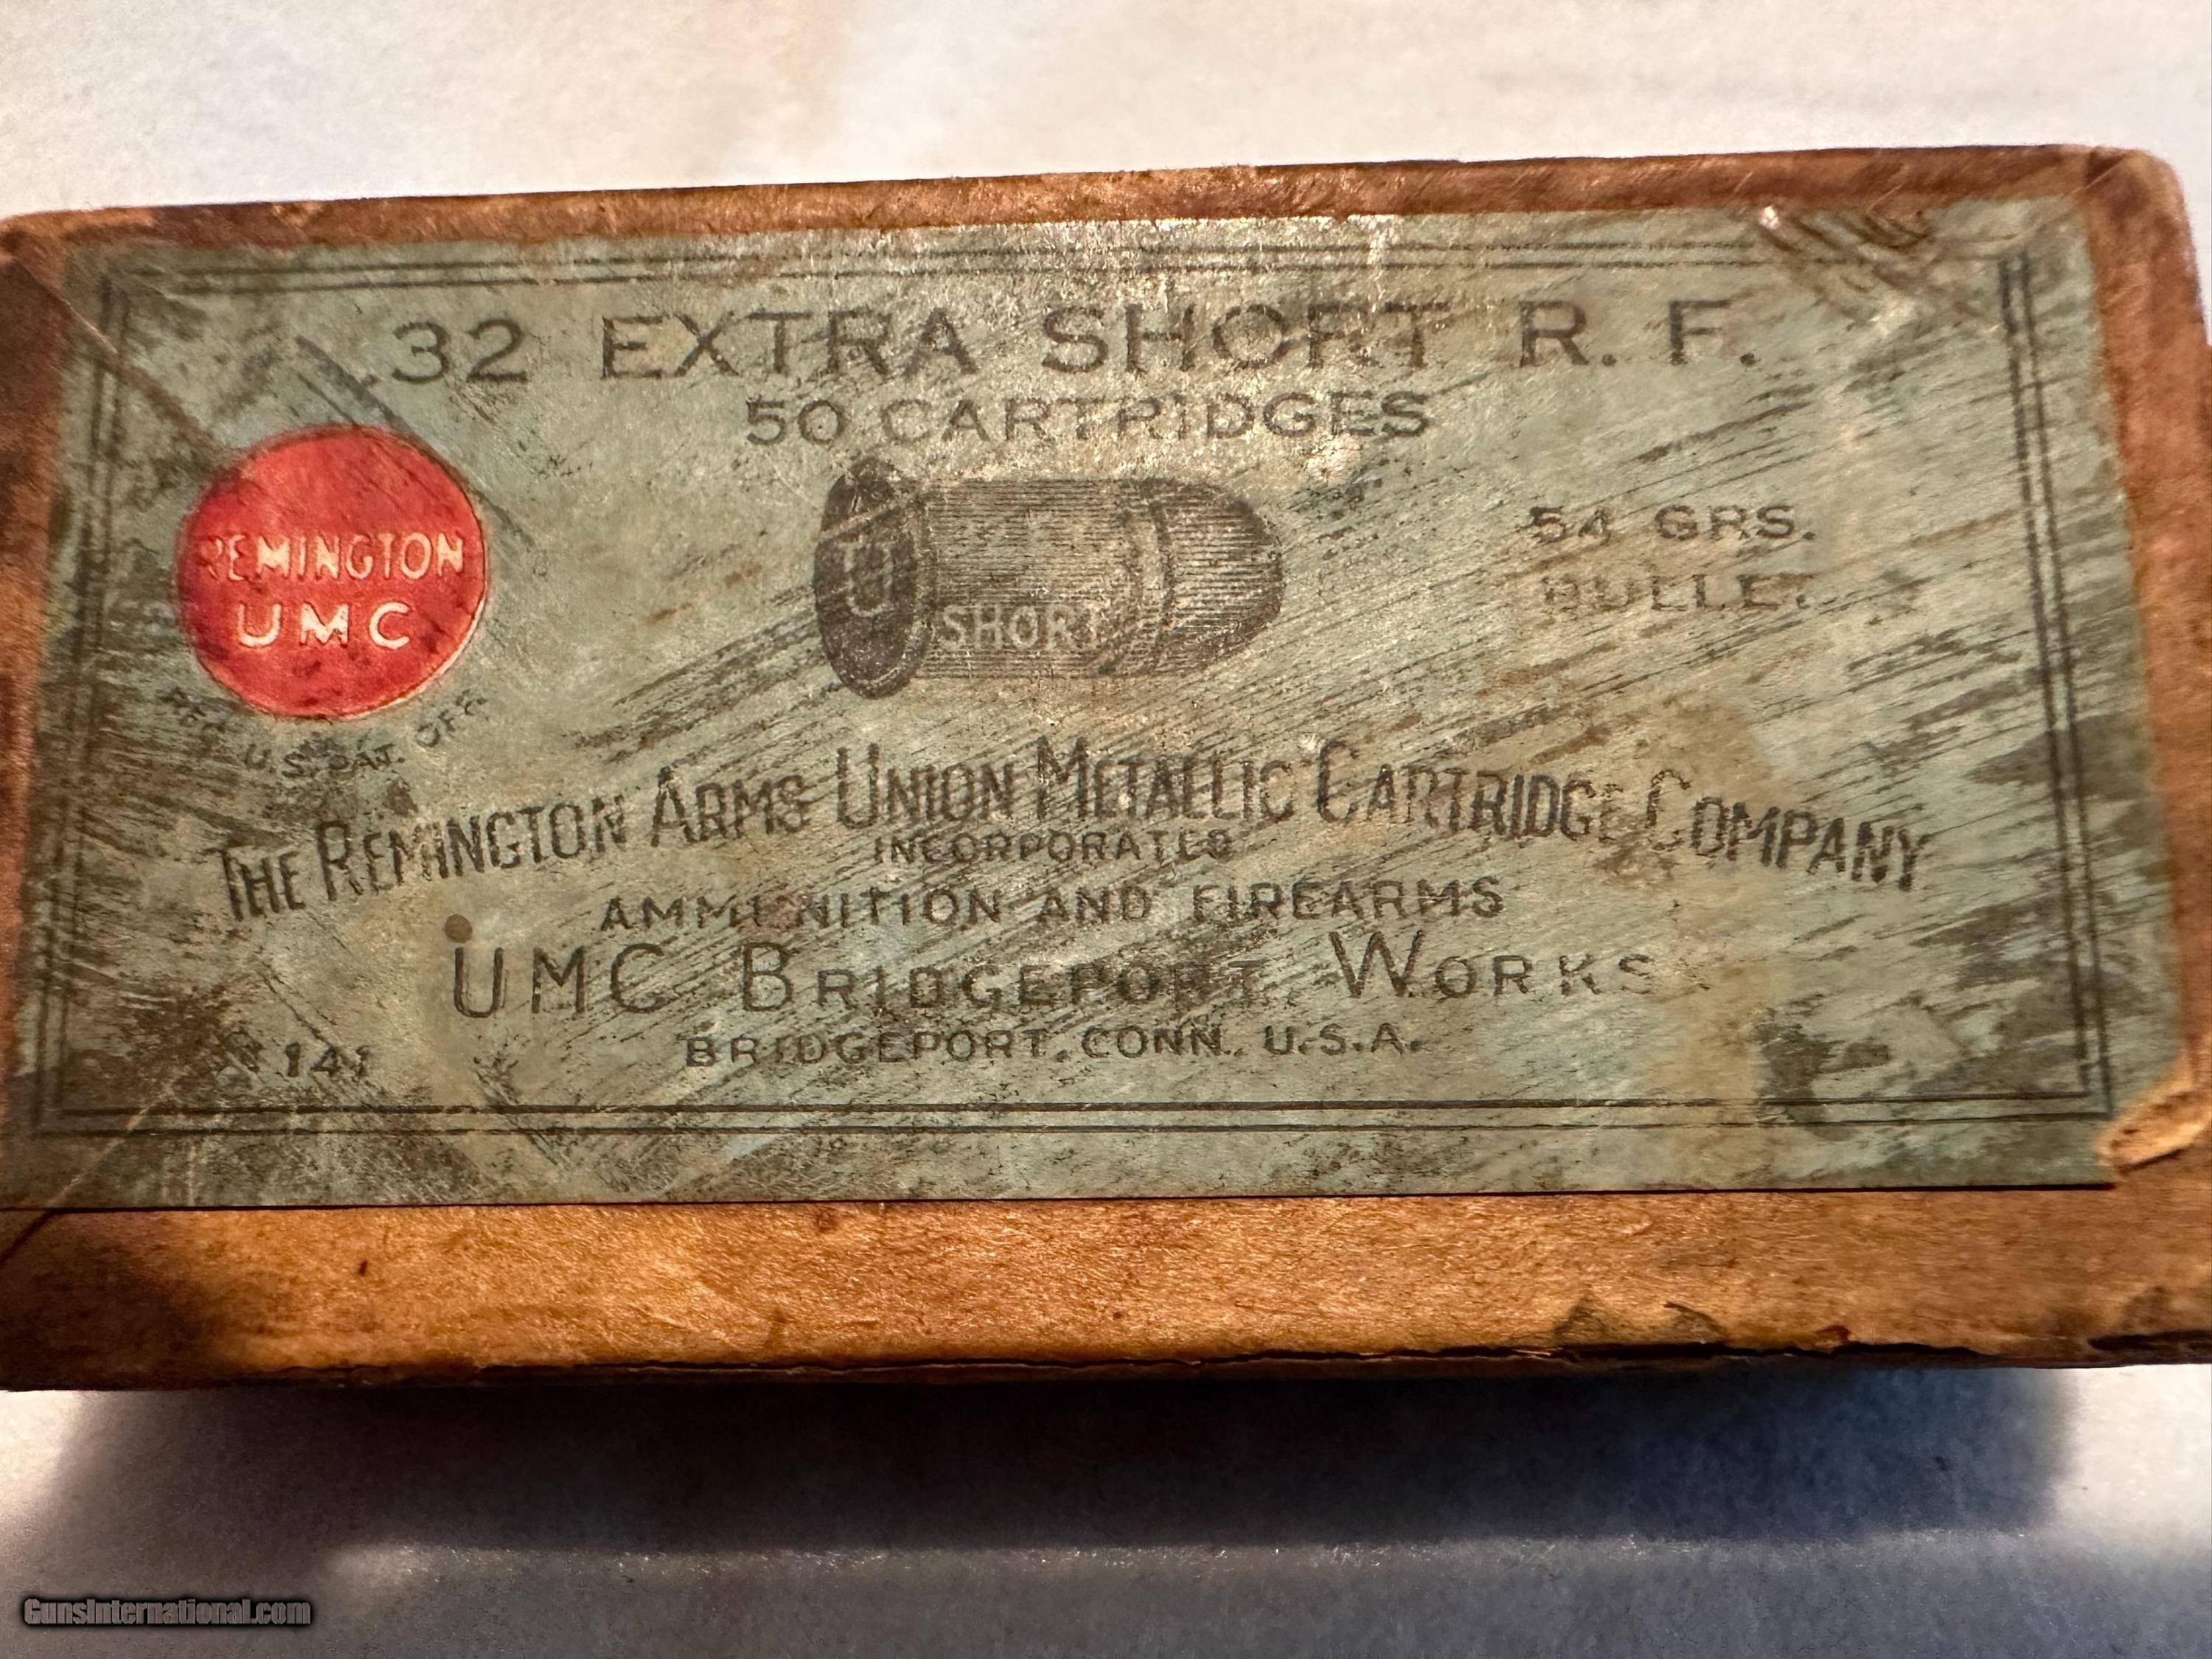 .32 EXTRA SHORT R. F.
50 CARTRIDGES
54 GRS.
BULLET
U
SHORT
REMINGTON
UMC
REG. U.S. PAT. OFF.
THE REMINGTON ARMS UNION METALLIC CARTRIDGE COMPANY
INCORPORATED
AMMUNITION AND FIREARMS
UMC BRIDGEPORT WORKS
BRIDGEPORT, CONN. U.S.A.
GunsInternational.com